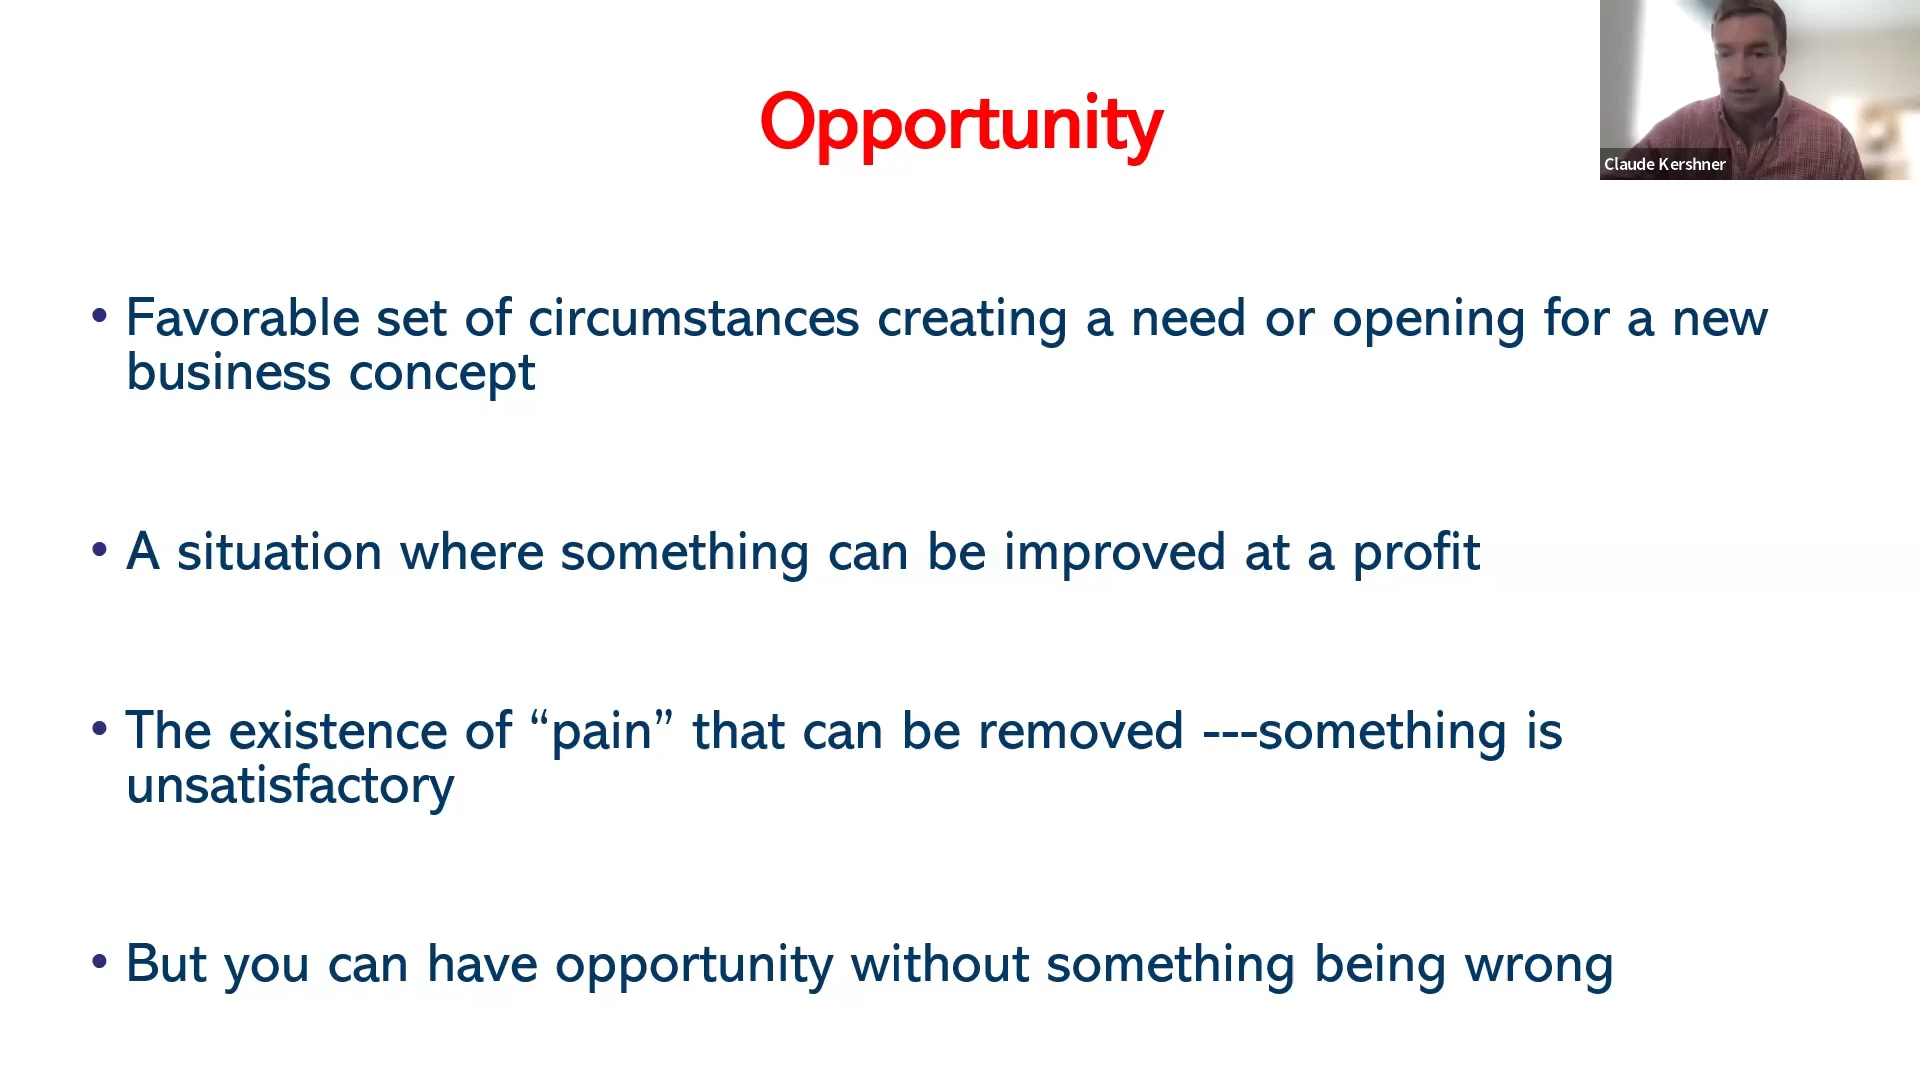 Opportunity
Claude Kershner
• Favorable set of circumstances creating a need or opening for a new
business concept
• A situation where something can be improved at a profit
• The existence of “pain” that can be removed ---something is
unsatisfactory
• But you can have opportunity without something being wrong